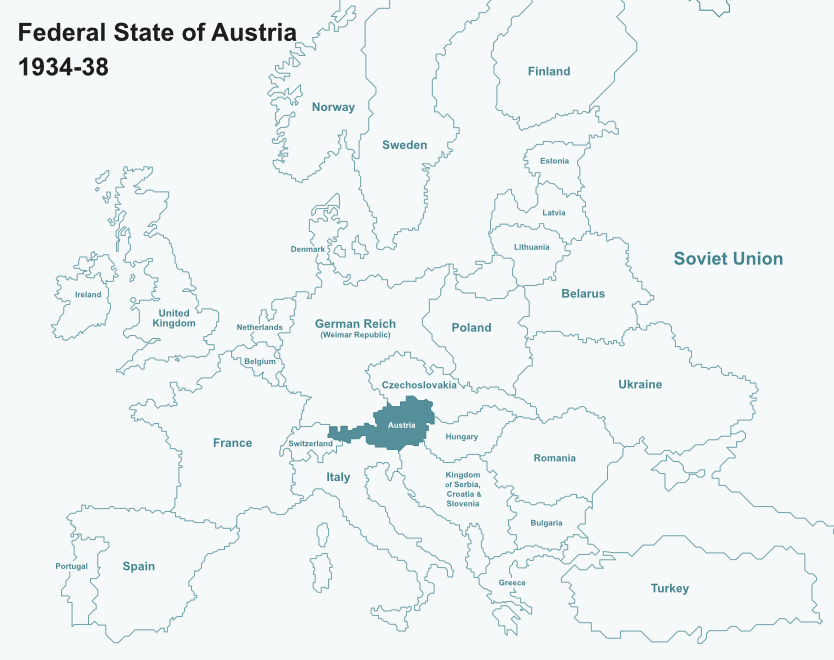 Federal State of Austria
1934-38
Finland
Norway
Sweden
Estonia
Latvia
Lithuania
Denmark
Soviet Union
Ireland
Belarus
United
Kingdom
Netherlands
German Reich
(Weimar Republic)
Poland
Belgium
Czechoslovakia
Ukraine
Austria
France
Switzerland
Hungary
Romania
Italy
Kingdom
of Serbia,
Croatia &
Slovenia
Bulgaria
Portugal
Spain
Greece
Turkey